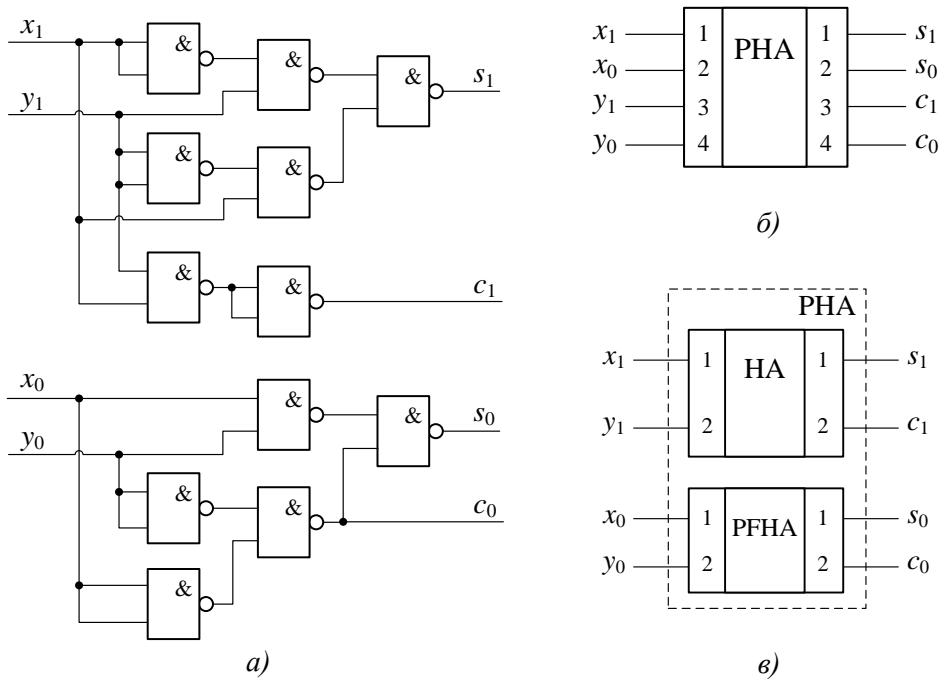 x₁
&
&
&
s₁
y₁
&
&
&
&
c₁
x₀
&
&
s₀
y₀
&
&
c₀
&
а)
x₁ 1 PHA 1 s₁
x₀ 2 2 s₀
y₁ 3 3 c₁
y₀ 4 4 c₀
б)
PHA
x₁ 1 HA 1 s₁
y₁ 2 2 c₁
x₀ 1 PFHA 1 s₀
y₀ 2 2 c₀
в)